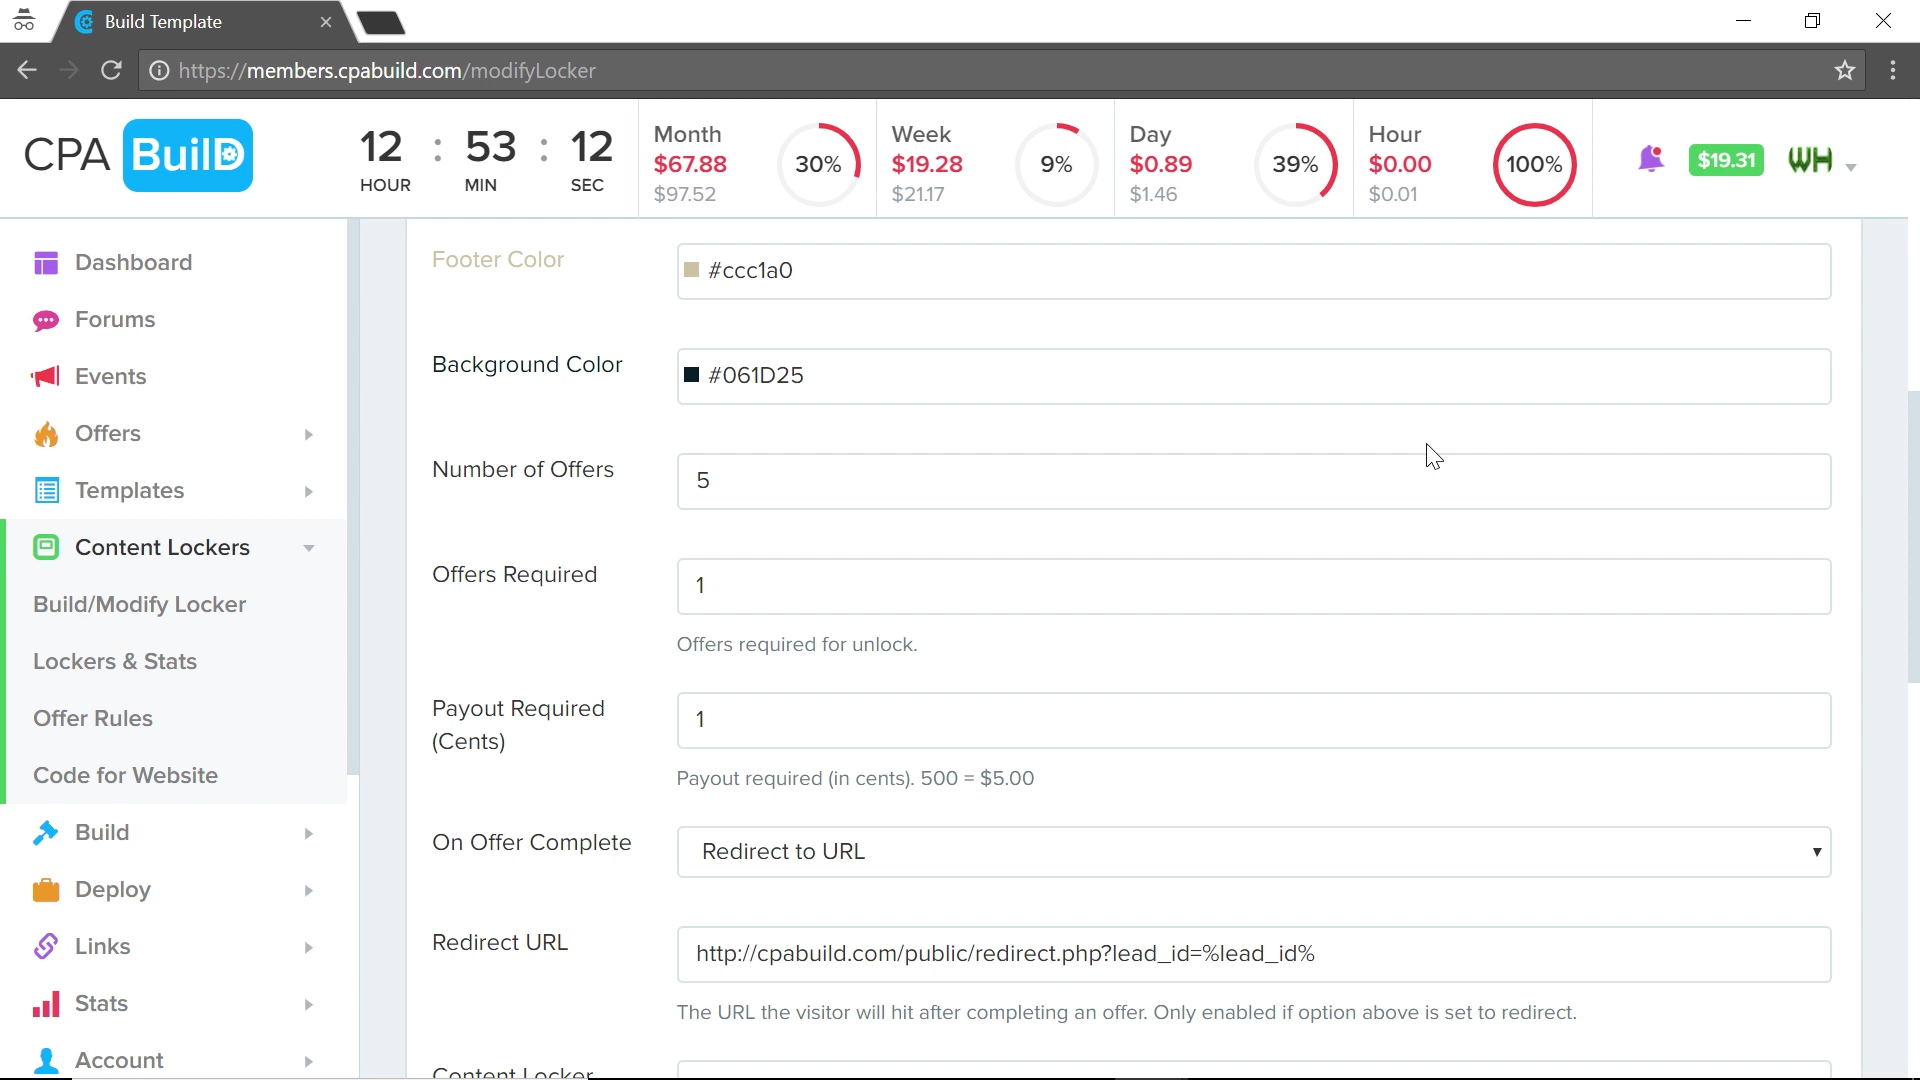 Build Template
https://members.cpabuild.com/modifyLocker
CPA BuilD
12 : 53 : 12
HOUR MIN SEC
Month
$67.88
$97.52
30%
Week
$19.28
$21.17
9%
Day
$0.89
$1.46
39%
Hour
$0.00
$0.01
100%
$19.31
WH
Dashboard
Forums
Events
Offers
Templates
Content Lockers
Build/Modify Locker
Lockers & Stats
Offer Rules
Code for Website
Build
Deploy
Links
Stats
Account
Footer Color
#ccc1a0
Background Color
#061D25
Number of Offers
5
Offers Required
1
Offers required for unlock.
Payout Required
(Cents)
1
Payout required (in cents). 500 = $5.00
On Offer Complete
Redirect to URL
Redirect URL
http://cpabuild.com/public/redirect.php?lead_id=%lead_id%
The URL the visitor will hit after completing an offer. Only enabled if option above is set to redirect.
Content Locker